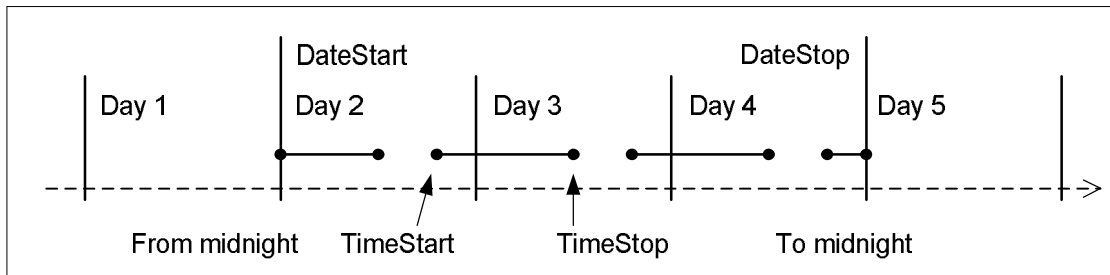 DateStart DateStop
Day 1 Day 2 Day 3 Day 4 Day 5
From midnight TimeStart TimeStop To midnight